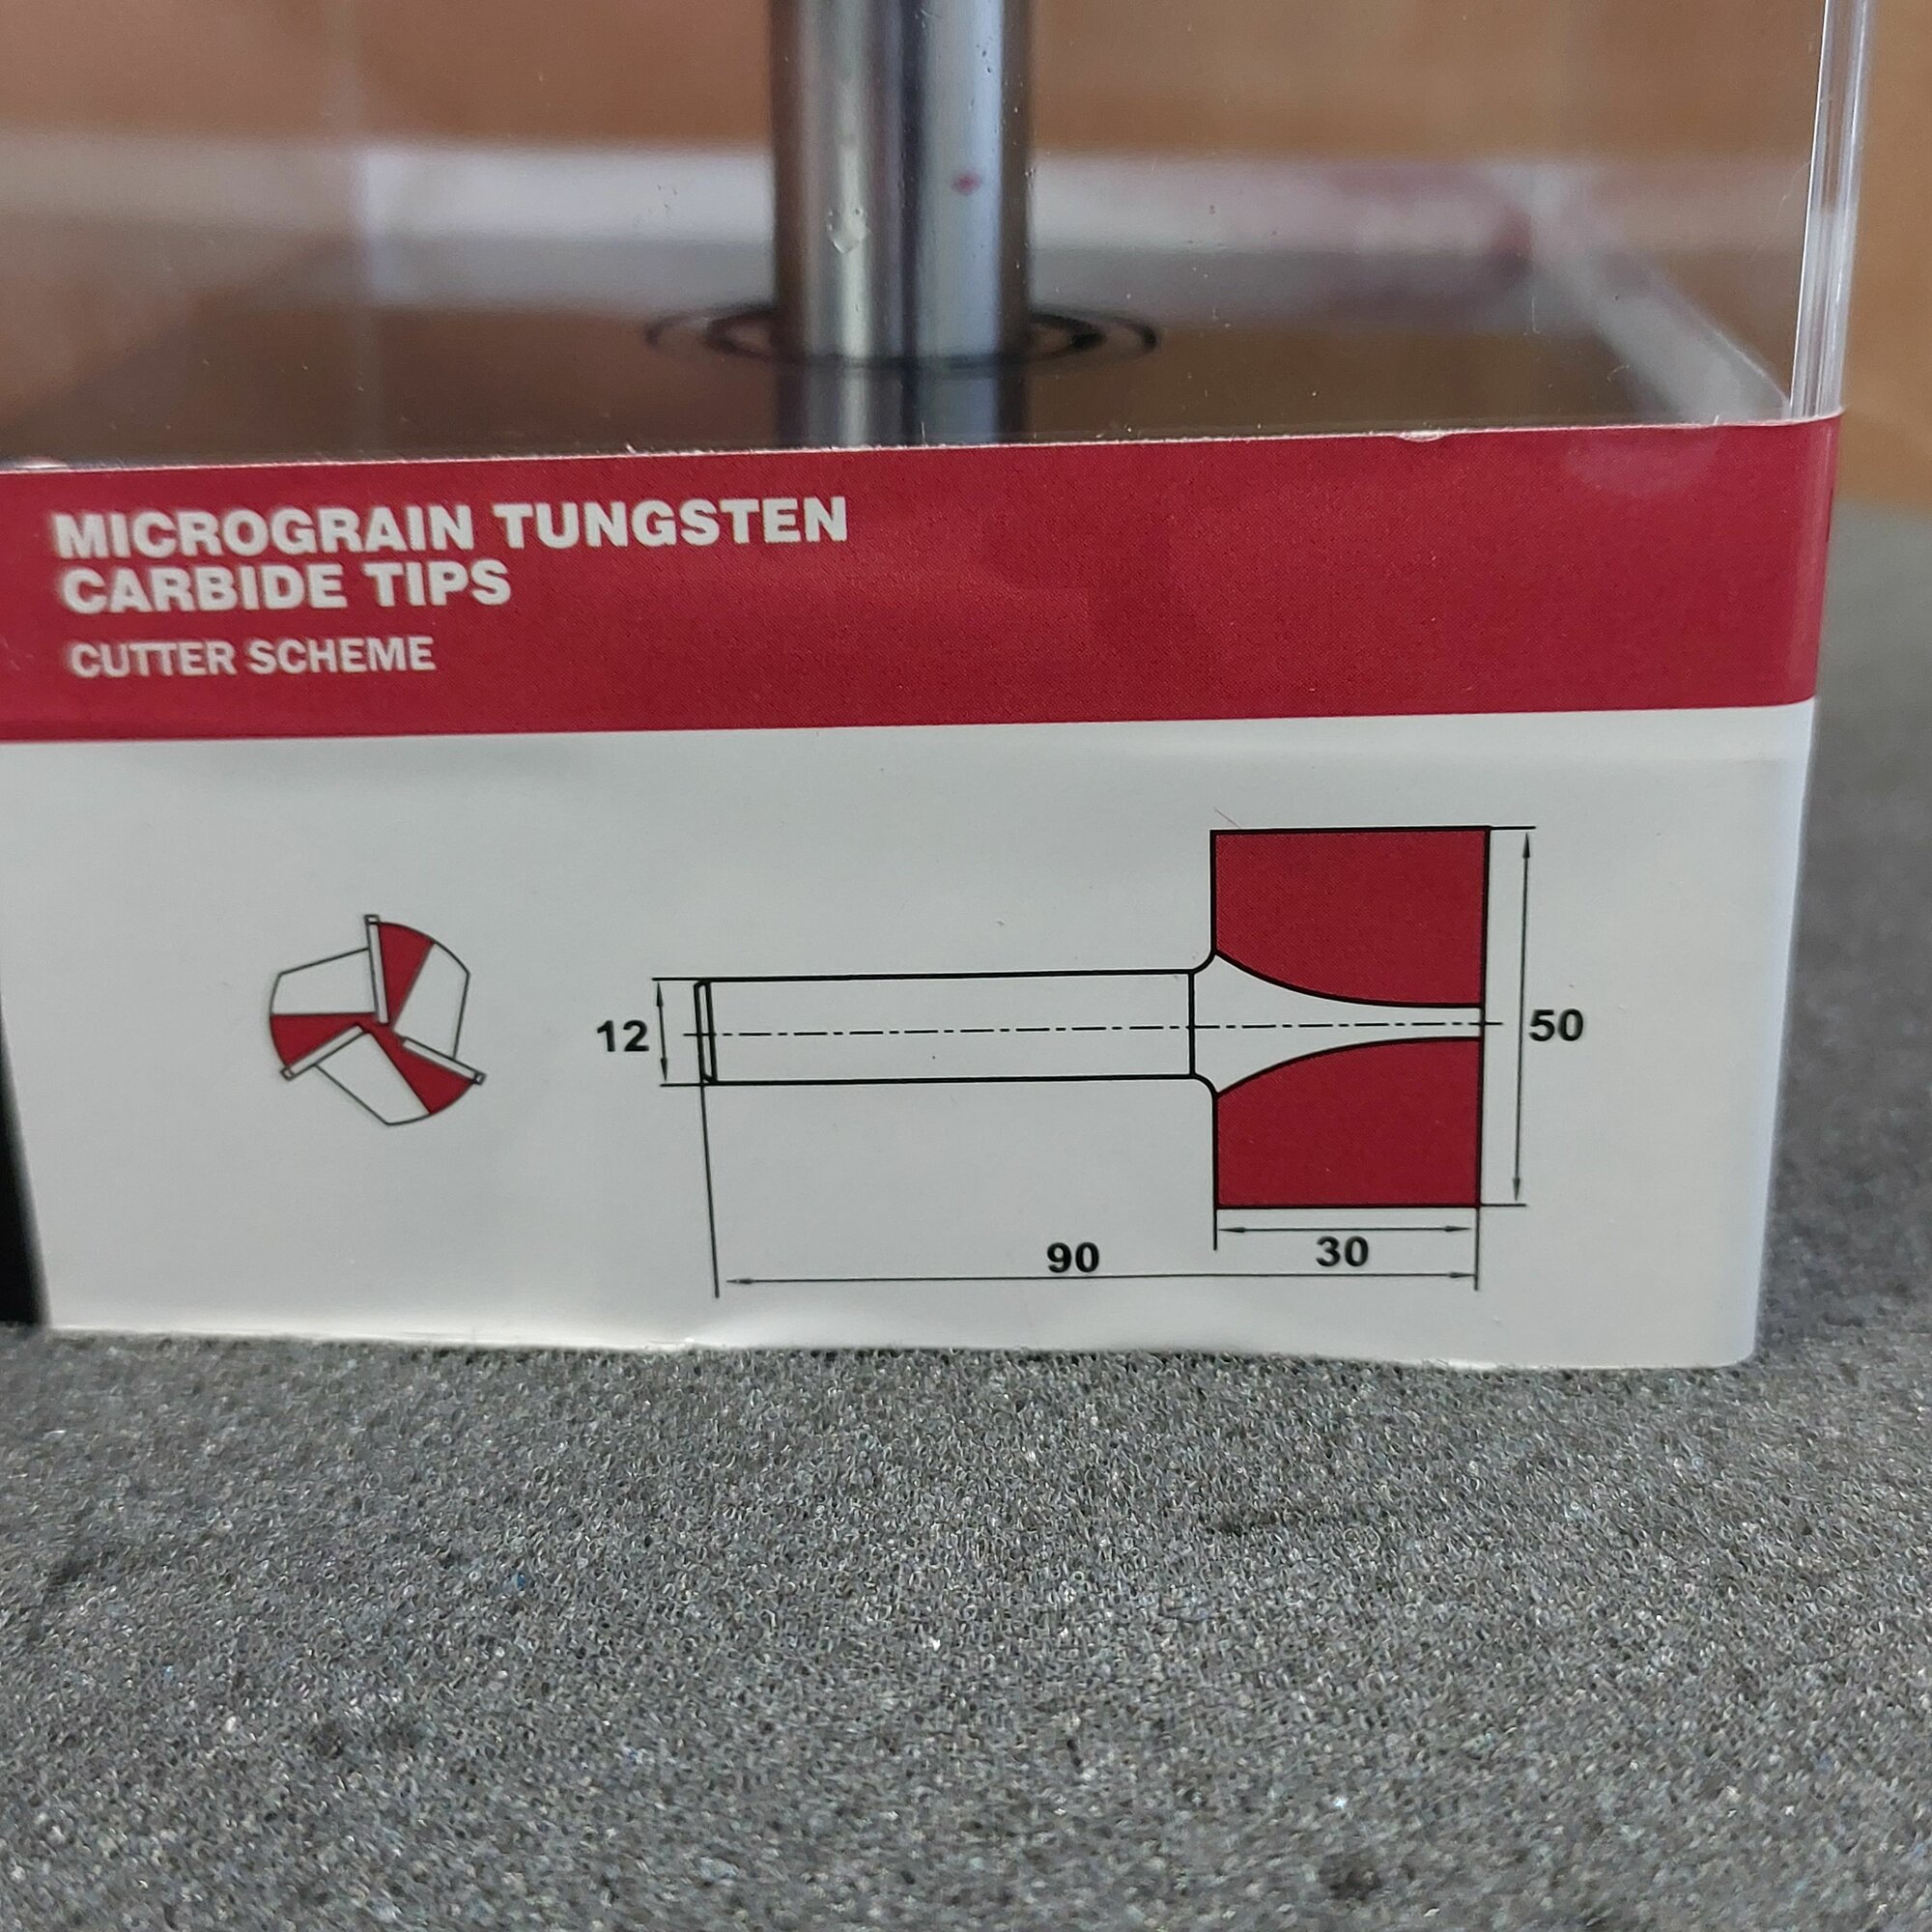 MICROGRAIN TUNGSTEN
CARBIDE TIPS
CUTTER SCHEME
12
50
90
30